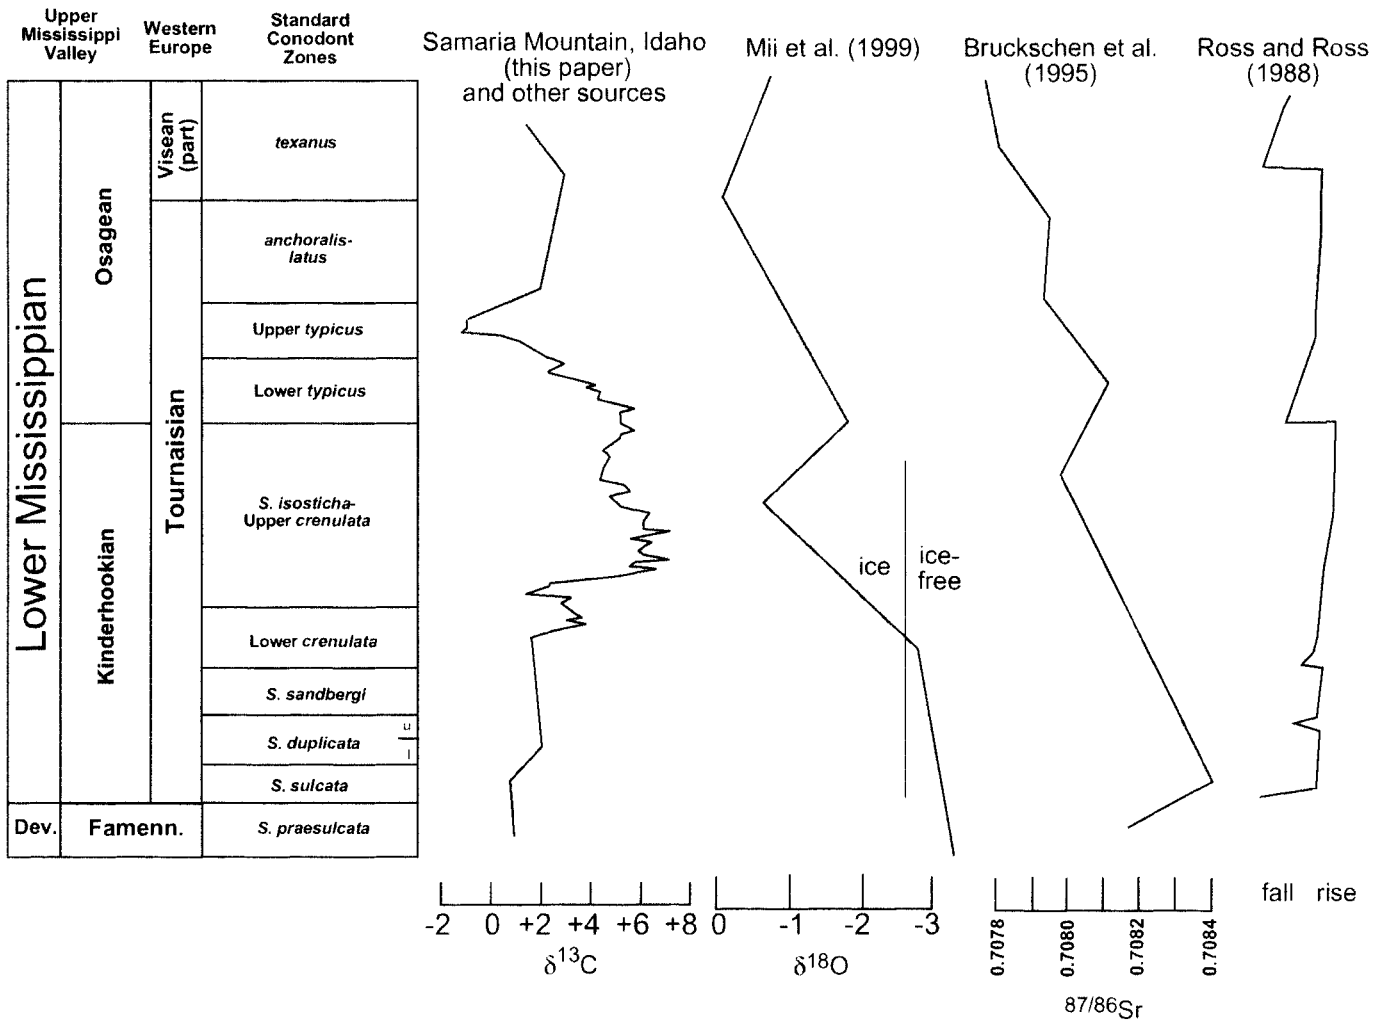 Upper
Mississippi
Valley
Western
Europe
Standard
Conodont
Zones
Samaria Mountain, Idaho
(this paper)
and other sources
Mii et al. (1999)
Bruckschen et al.
(1995)
Ross and Ross
(1988)
Lower Mississippian
Osagean
Kinderhookian
Visean
(part)
Tournaisian
texanus
anchoralis-
latus
Upper typicus
Lower typicus
S. isosticha-
Upper crenulata
Lower crenulata
S. sandbergi
S. duplicata
S. sulcata
Dev.
Famenn.
S. praesulcata
ice
ice-
free
-2 0 +2 +4 +6 +8
δ¹³C
0 -1 -2 -3
δ¹⁸O
0.7078 0.7080 0.7082 0.7084
⁸⁷/⁸⁶Sr
fall rise